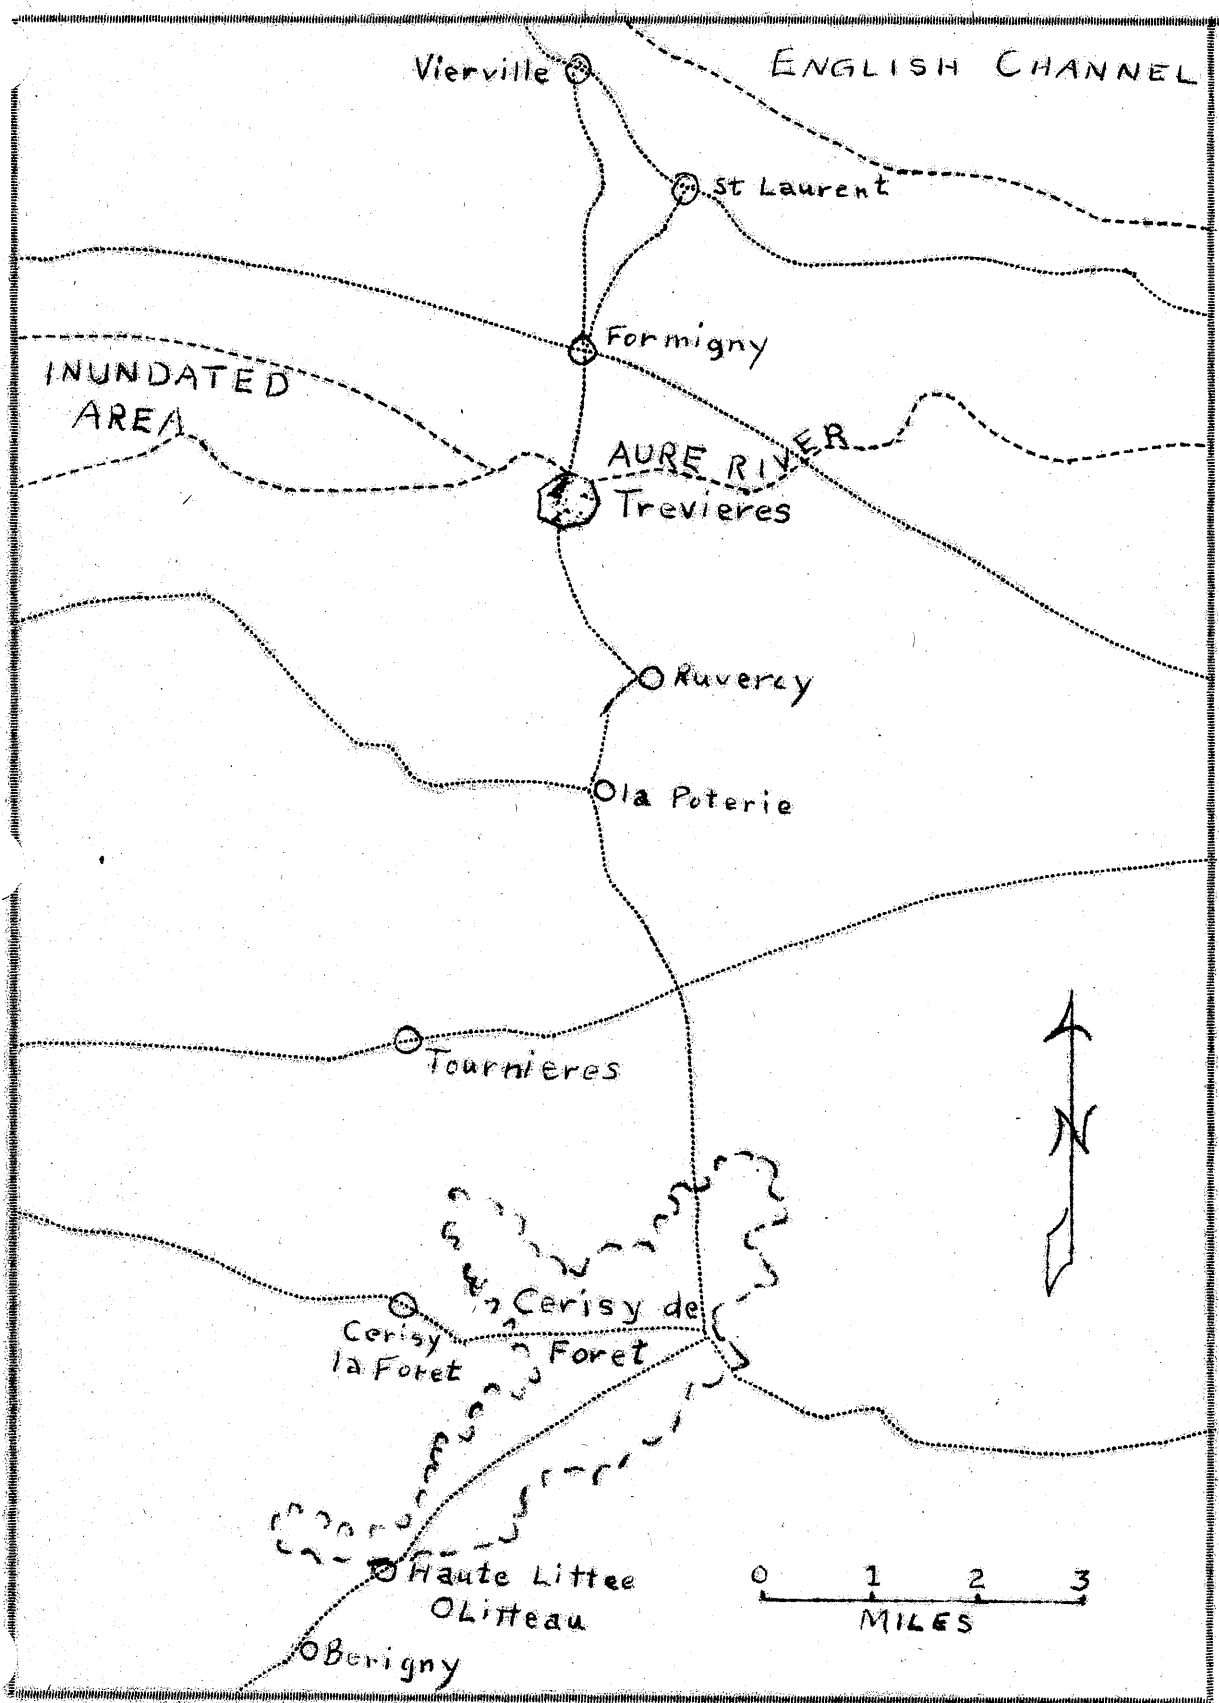 Vierville
ENGLISH CHANNEL
St Laurent
Formigny
INUNDATED
AREA
AURE RIVER
Trevieres
Ruvercy
la Poterie
Tournieres
N
Cerisy de
Foret
Cerisy
la Foret
Haute Littee
Litteau
Berigny
0 1 2 3
MILES